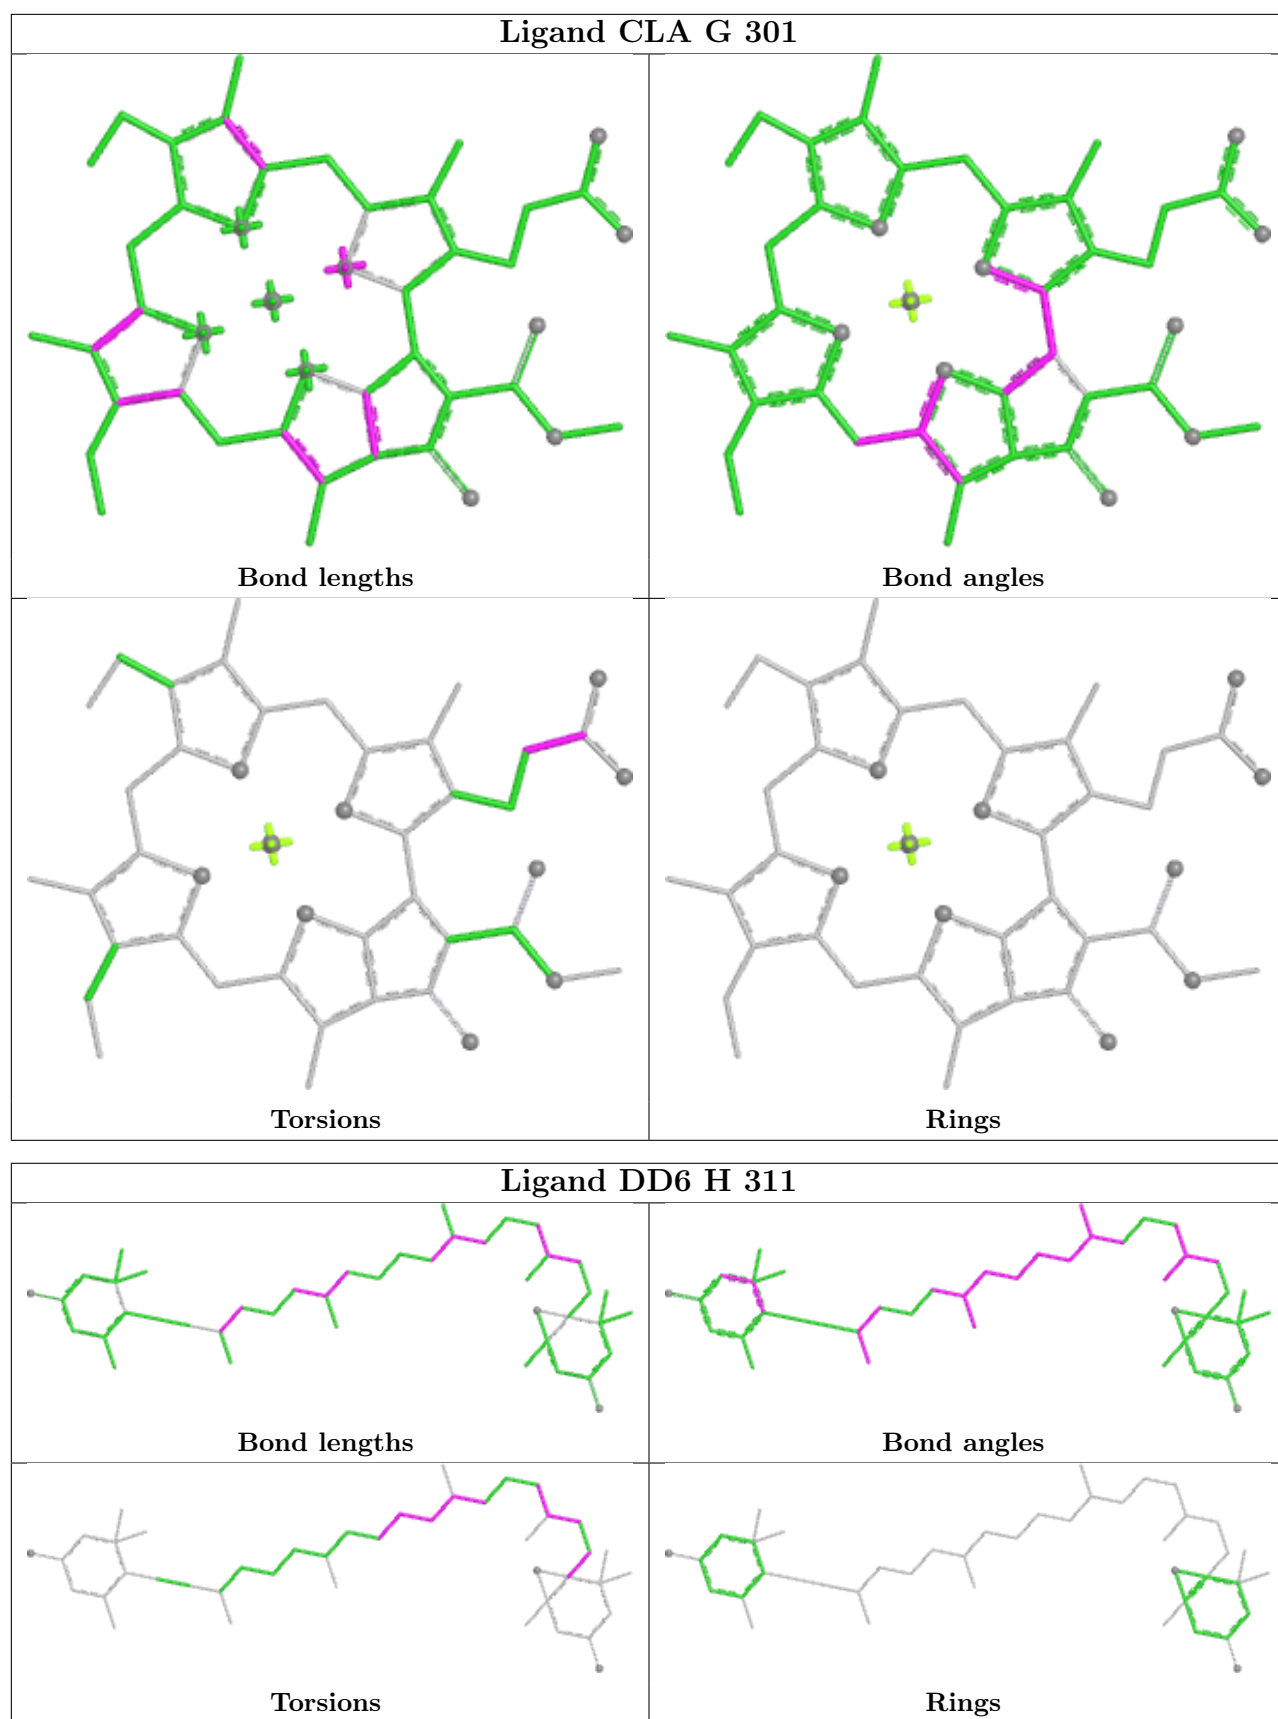 Ligand CLA G 301
Bond lengths
Bond angles
Torsions
Rings
Ligand DD6 H 311
Bond lengths
Bond angles
Torsions
Rings